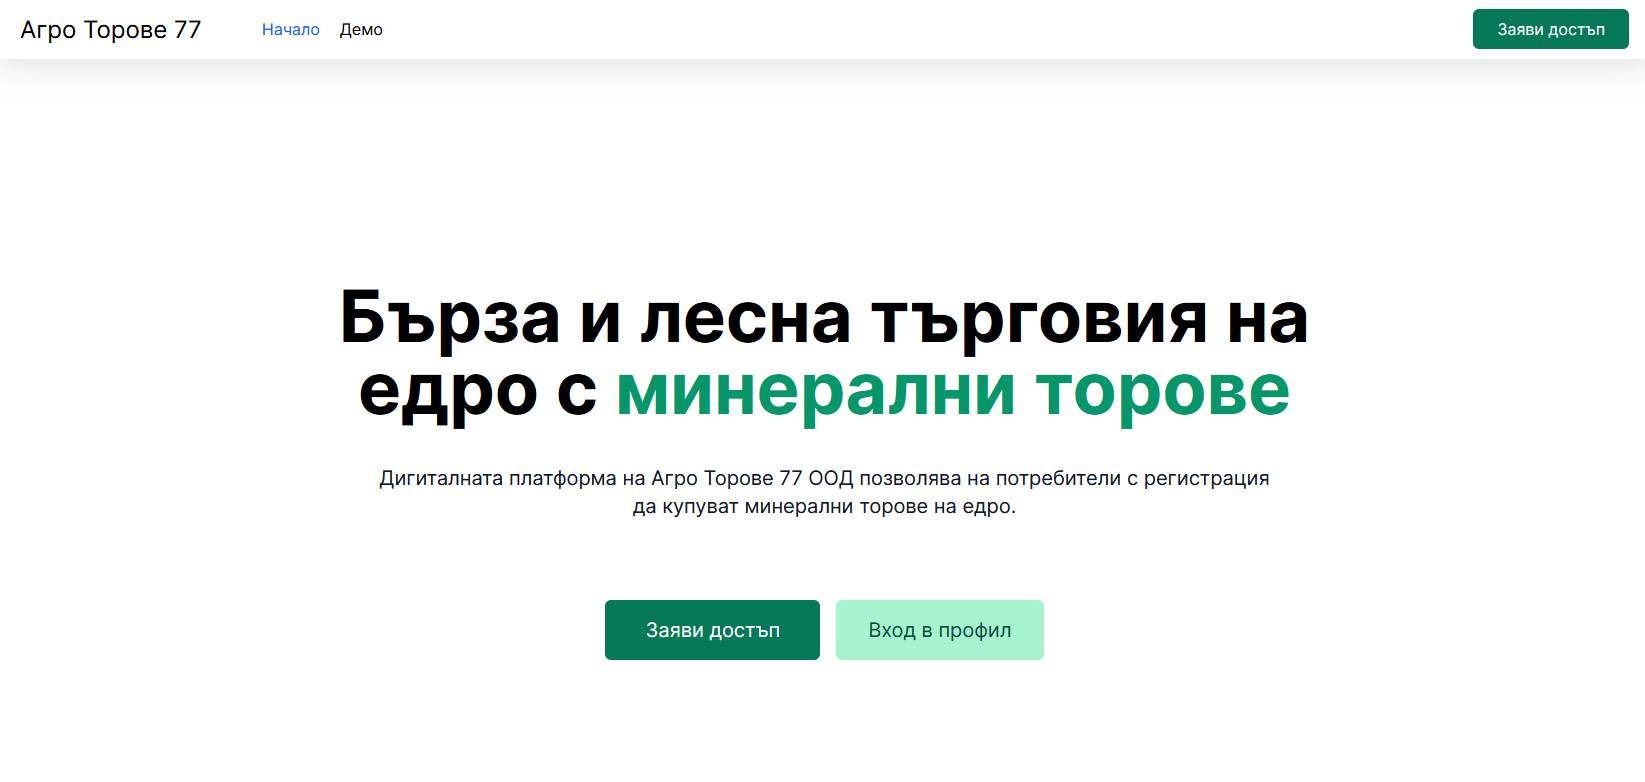 Агро Торове 77
Начало
Демо
Заяви достъп
Бърза и лесна търговия на
едро с минерални торове
Дигиталната платформа на Агро Торове 77 ООД позволява на потребители с регистрация
да купуват минерални торове на едро.
Заяви достъп
Вход в профил